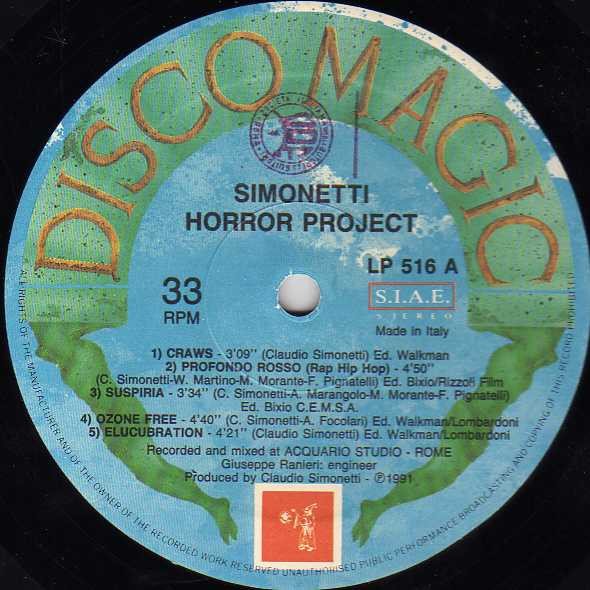 DISCO MAGIC
SIMONETTI
HORROR PROJECT
LP 516 A
33
RPM
S.I.A.E.
STEREO
Made in Italy
1) CRAWS - 3'09" (Claudio Simonetti) Ed. Walkman
2) PROFONDO ROSSO (Rap Hip Hop) - 4'50"
(C. Simonetti-W. Martino-M. Morante-F. Pignatelli) Ed. Bixio/Rizzoli Film
3) SUSPIRIA - 3'34" (C. Simonetti-A. Marangolo-M. Morante-F. Pignatelli)
Ed. Bixio C.E.M.S.A.
4) OZONE FREE - 4'40" (C. Simonetti-A. Focolari) Ed. Walkman/Lombardoni
5) ELUCUBRATION - 4'21" (Claudio Simonetti) Ed. Walkman/Lombardoni
Recorded and mixed at ACQUARIO STUDIO - ROME
Giuseppe Ranieri: engineer
Produced by Claudio Simonetti - ℗1991
ALL RIGHTS OF THE MANUFACTURER AND OF THE OWNER OF THE RECORDED WORK RESERVED UNAUTHORISED PUBLIC PERFORMANCE BROADCASTING AND COPYING OF THIS RECORD PROHIBITED